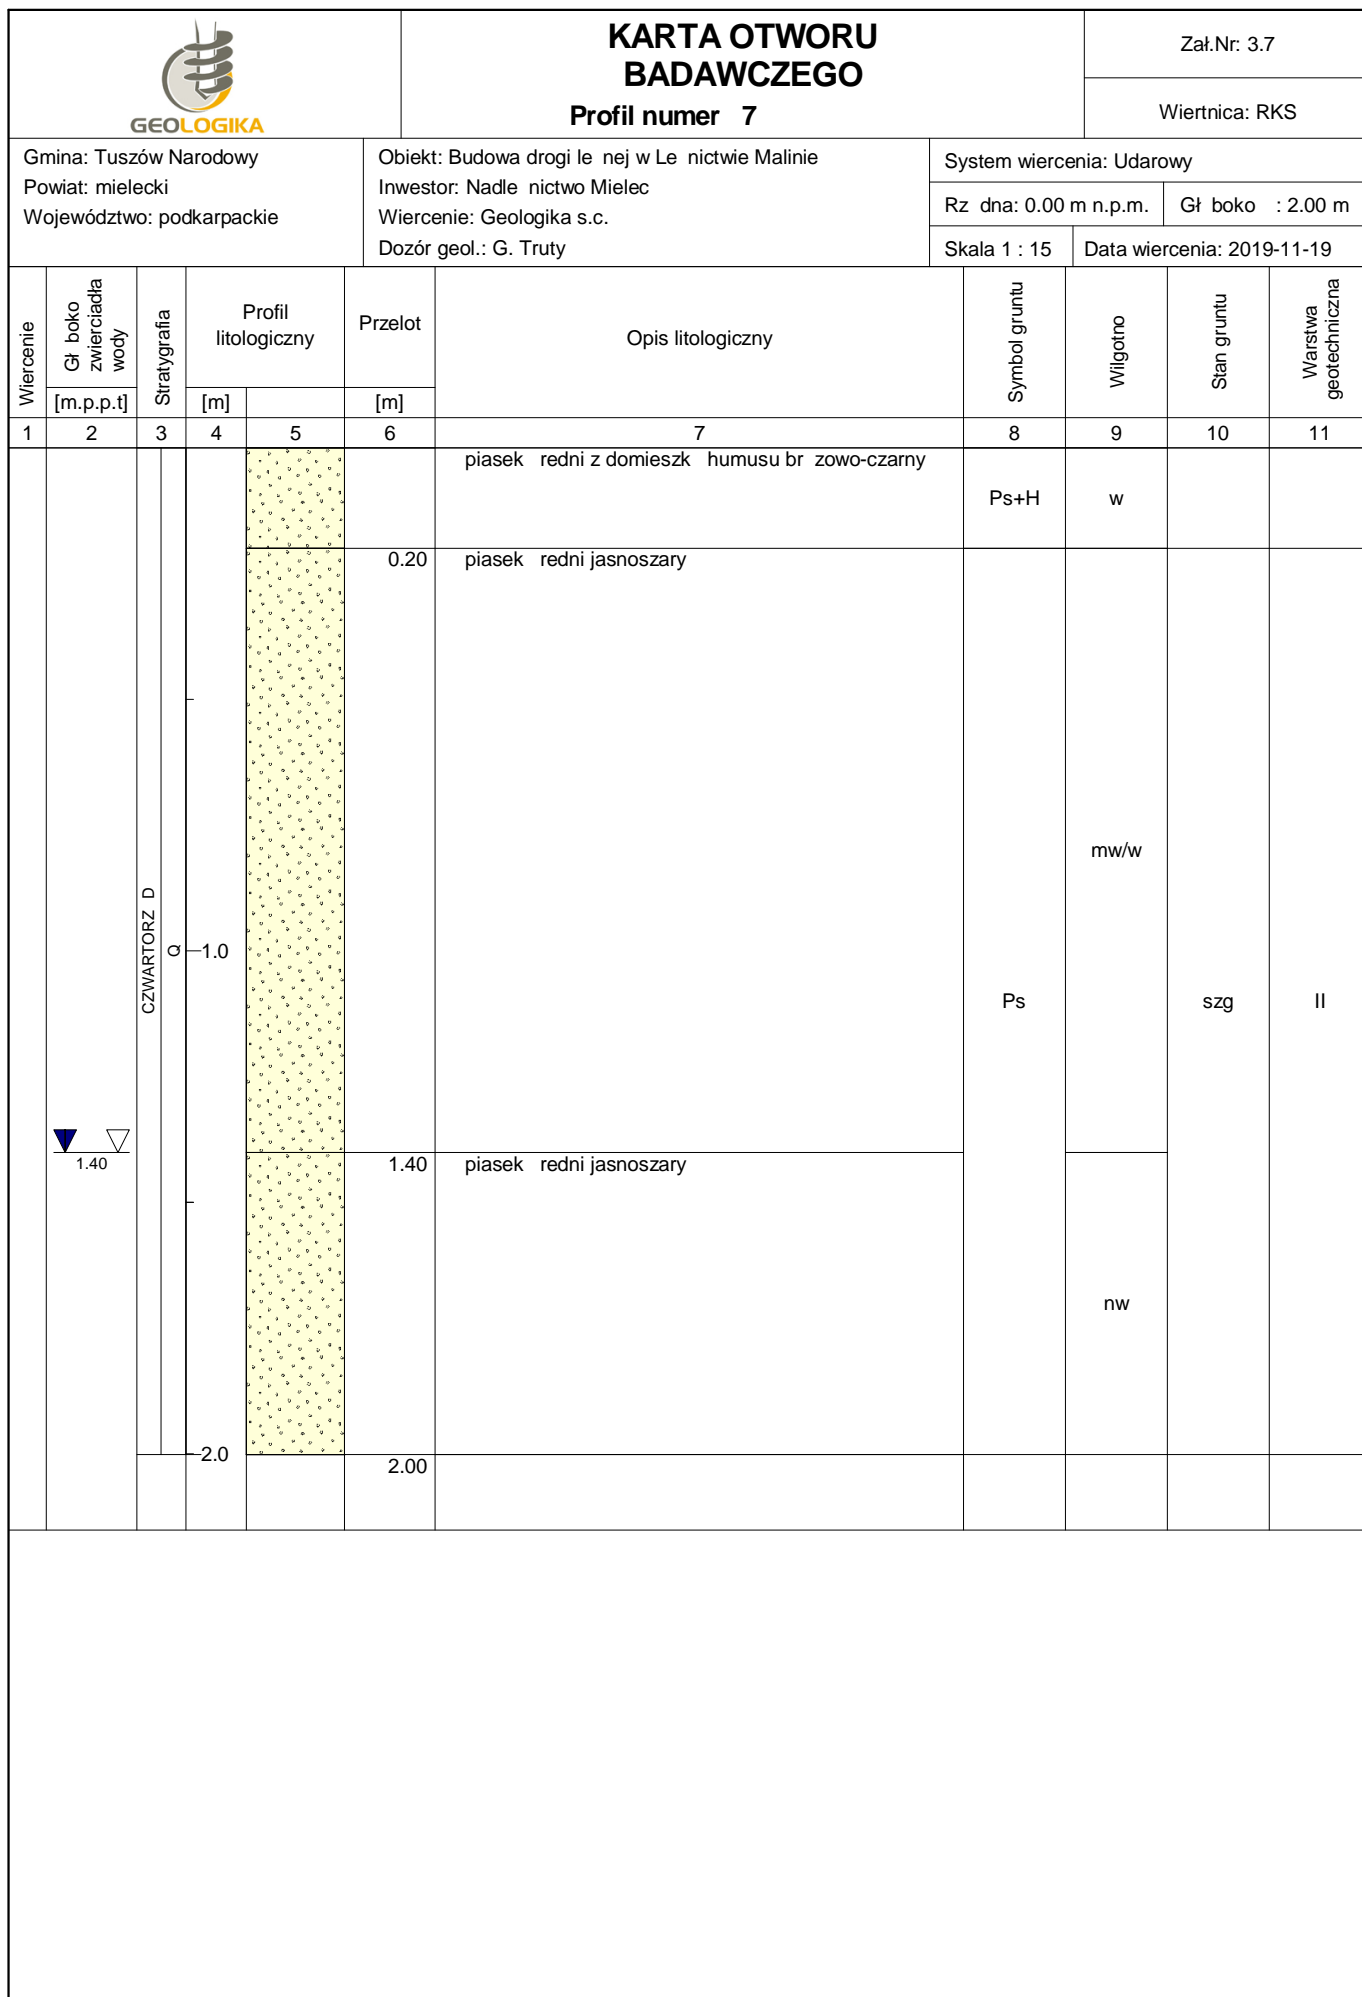 GEOLOGIKA
KARTA OTWORU
BADAWCZEGO
Profil numer 7
Zał.Nr: 3.7
Wiertnica: RKS
Gmina: Tuszów Narodowy
Powiat: mielecki
Województwo: podkarpackie
Obiekt: Budowa drogi le nej w Le nictwie Malinie
Inwestor: Nadle nictwo Mielec
Wiercenie: Geologika s.c.
Dozór geol.: G. Truty
System wiercenia: Udarowy
Rz dna: 0.00 m n.p.m.
Gł boko : 2.00 m
Skala 1 : 15
Data wiercenia: 2019-11-19
Wiercenie
Gł boko
zwierciadła
wody
[m.p.p.t]
Stratygrafia
Profil
litologiczny
[m]
Przelot
[m]
Opis litologiczny
Symbol gruntu
Wilgotno
Stan gruntu
Warstwa
geotechniczna
1 2 3 4 5 6 7 8 9 10 11
piasek redni z domieszk humusu br zowo-czarny
Ps+H
w
0.20
piasek redni jasnoszary
mw/w
CZWARTORZ D
Q
1.0
Ps
szg
II
1.40
1.40
piasek redni jasnoszary
nw
2.0
2.00